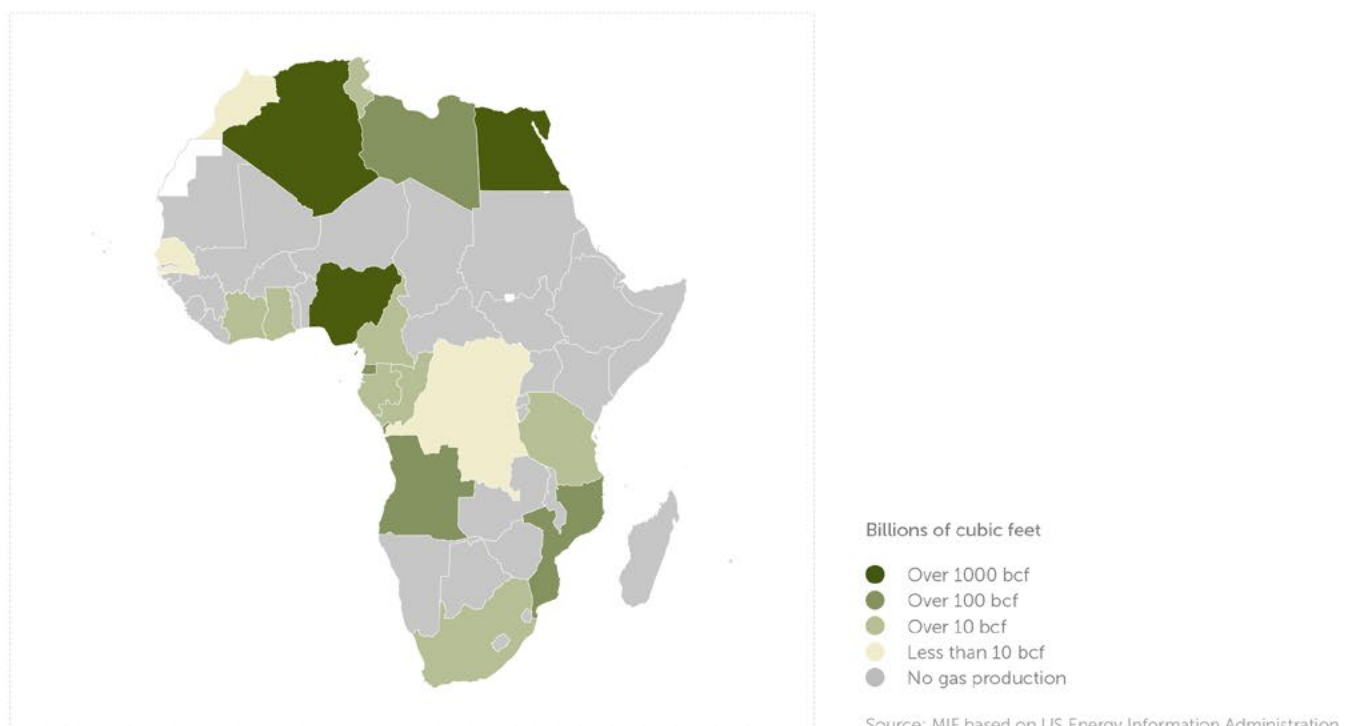 Billions of cubic feet
Over 1000 bcf
Over 100 bcf
Over 10 bcf
Less than 10 bcf
No gas production
Source: MIF based on US Energy Information Administration